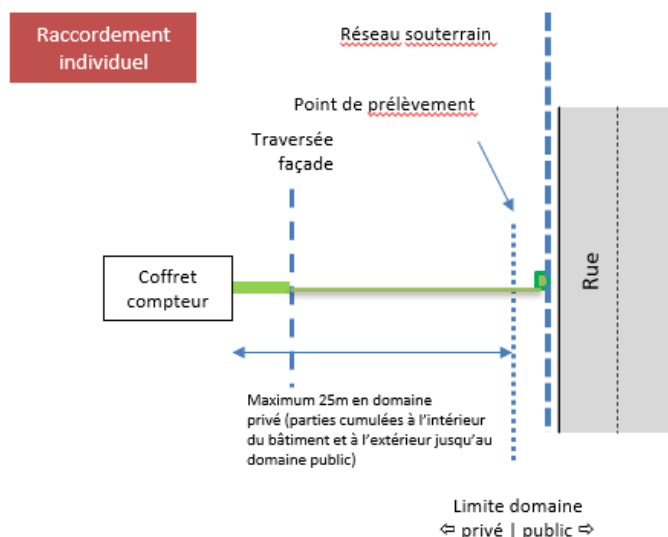 Raccordement
individuel
Réseau souterrain
Point de prélèvement
Traversée
façade
Coffret
compteur
Rue
Maximum 25m en domaine
privé (parties cumulées à l'intérieur
du bâtiment et à l'extérieur jusqu'au
domaine public)
Limite domaine
⇦ privé | public ⇨